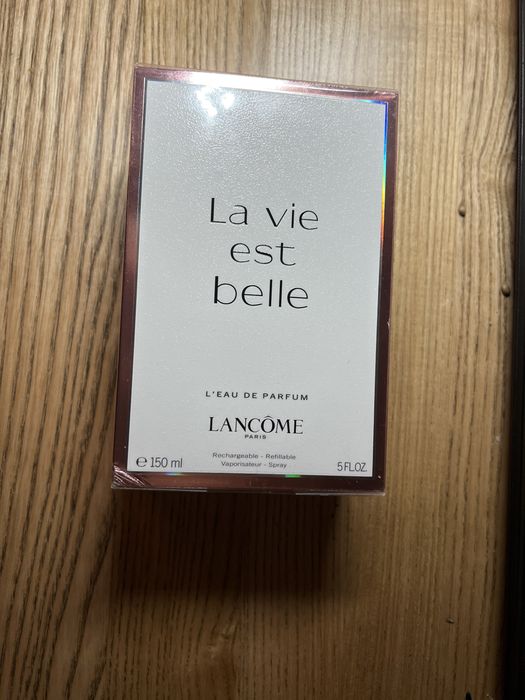 La vie
est
belle
L'EAU DE PARFUM
LANCÔME
PARIS
Rechargeable - Refillable
Vaporisateur - Spray
℮ 150 ml
5 FL.OZ.